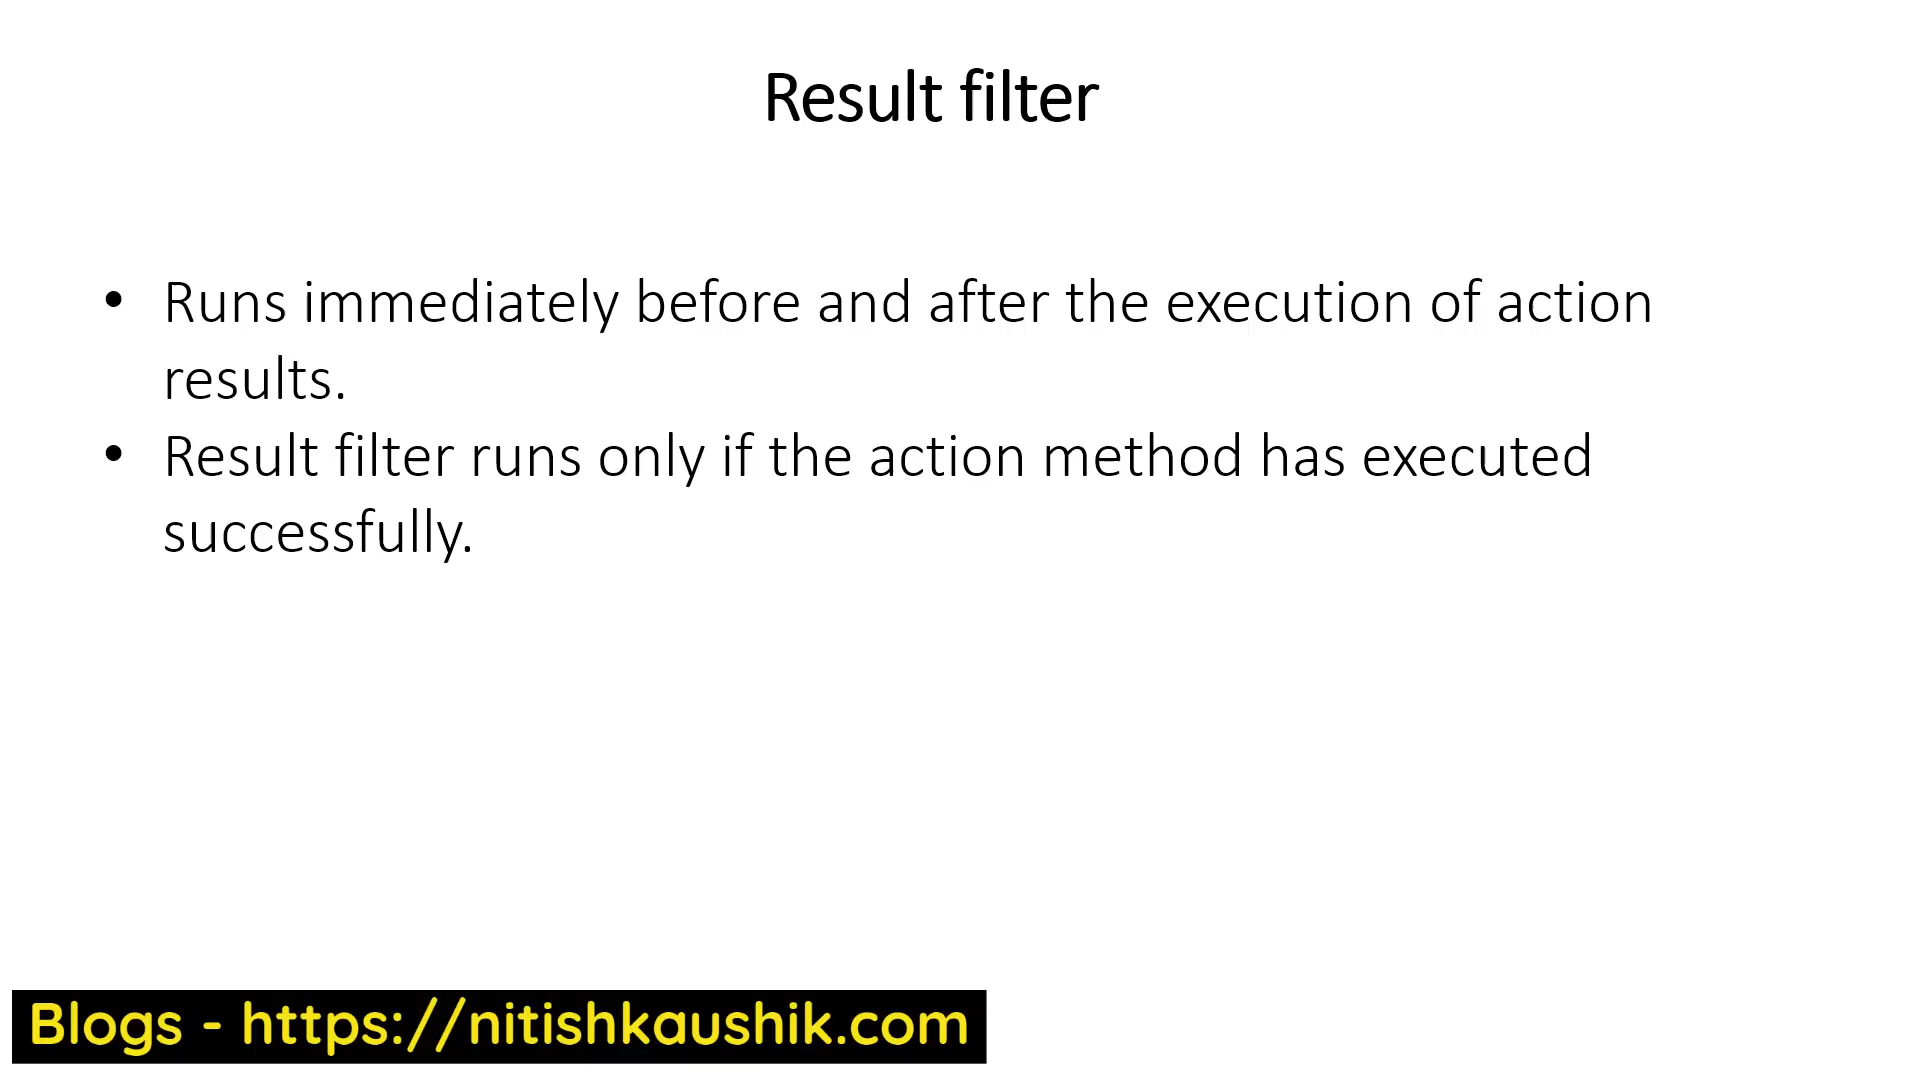 Result filter
• Runs immediately before and after the execution of action
results.
• Result filter runs only if the action method has executed
successfully.
Blogs - https://nitishkaushik.com